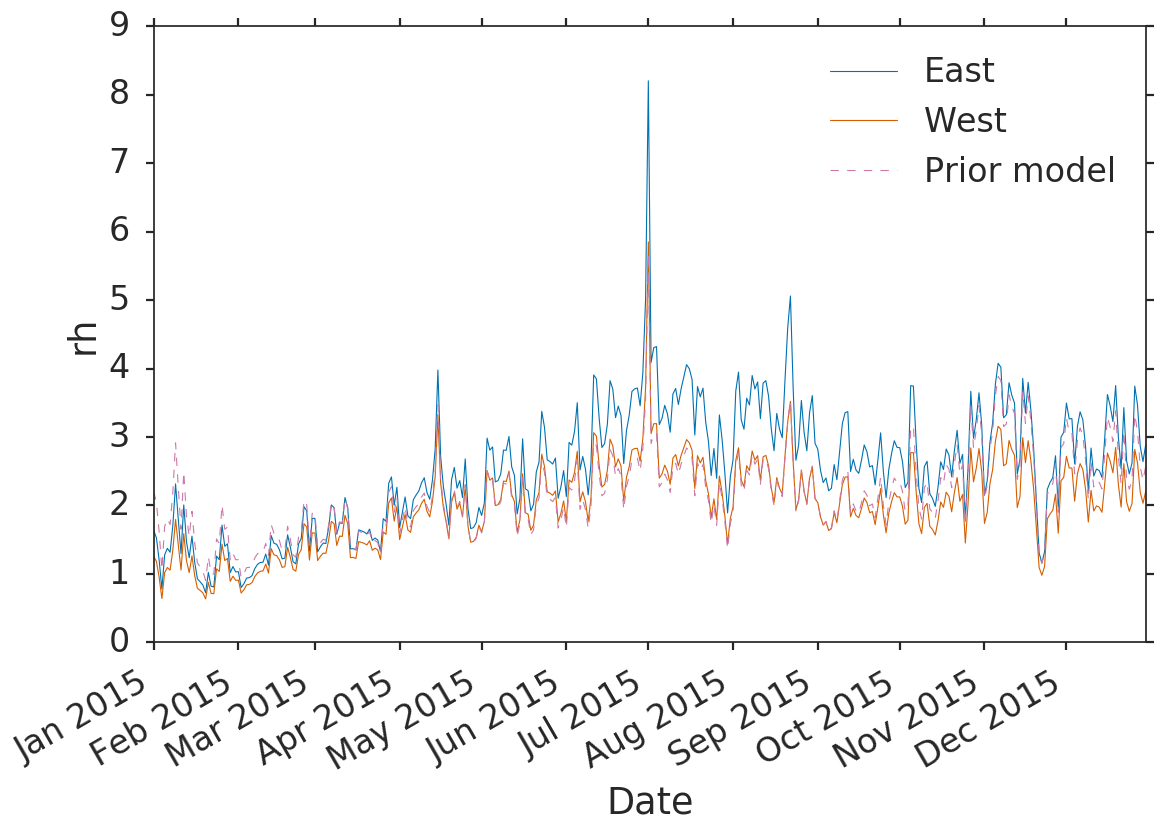 9
8
7
6
5
4
3
2
1
0
rh
East
West
Prior model
Jan 2015
Feb 2015
Mar 2015
Apr 2015
May 2015
Jun 2015
Jul 2015
Aug 2015
Sep 2015
Oct 2015
Nov 2015
Dec 2015
Date